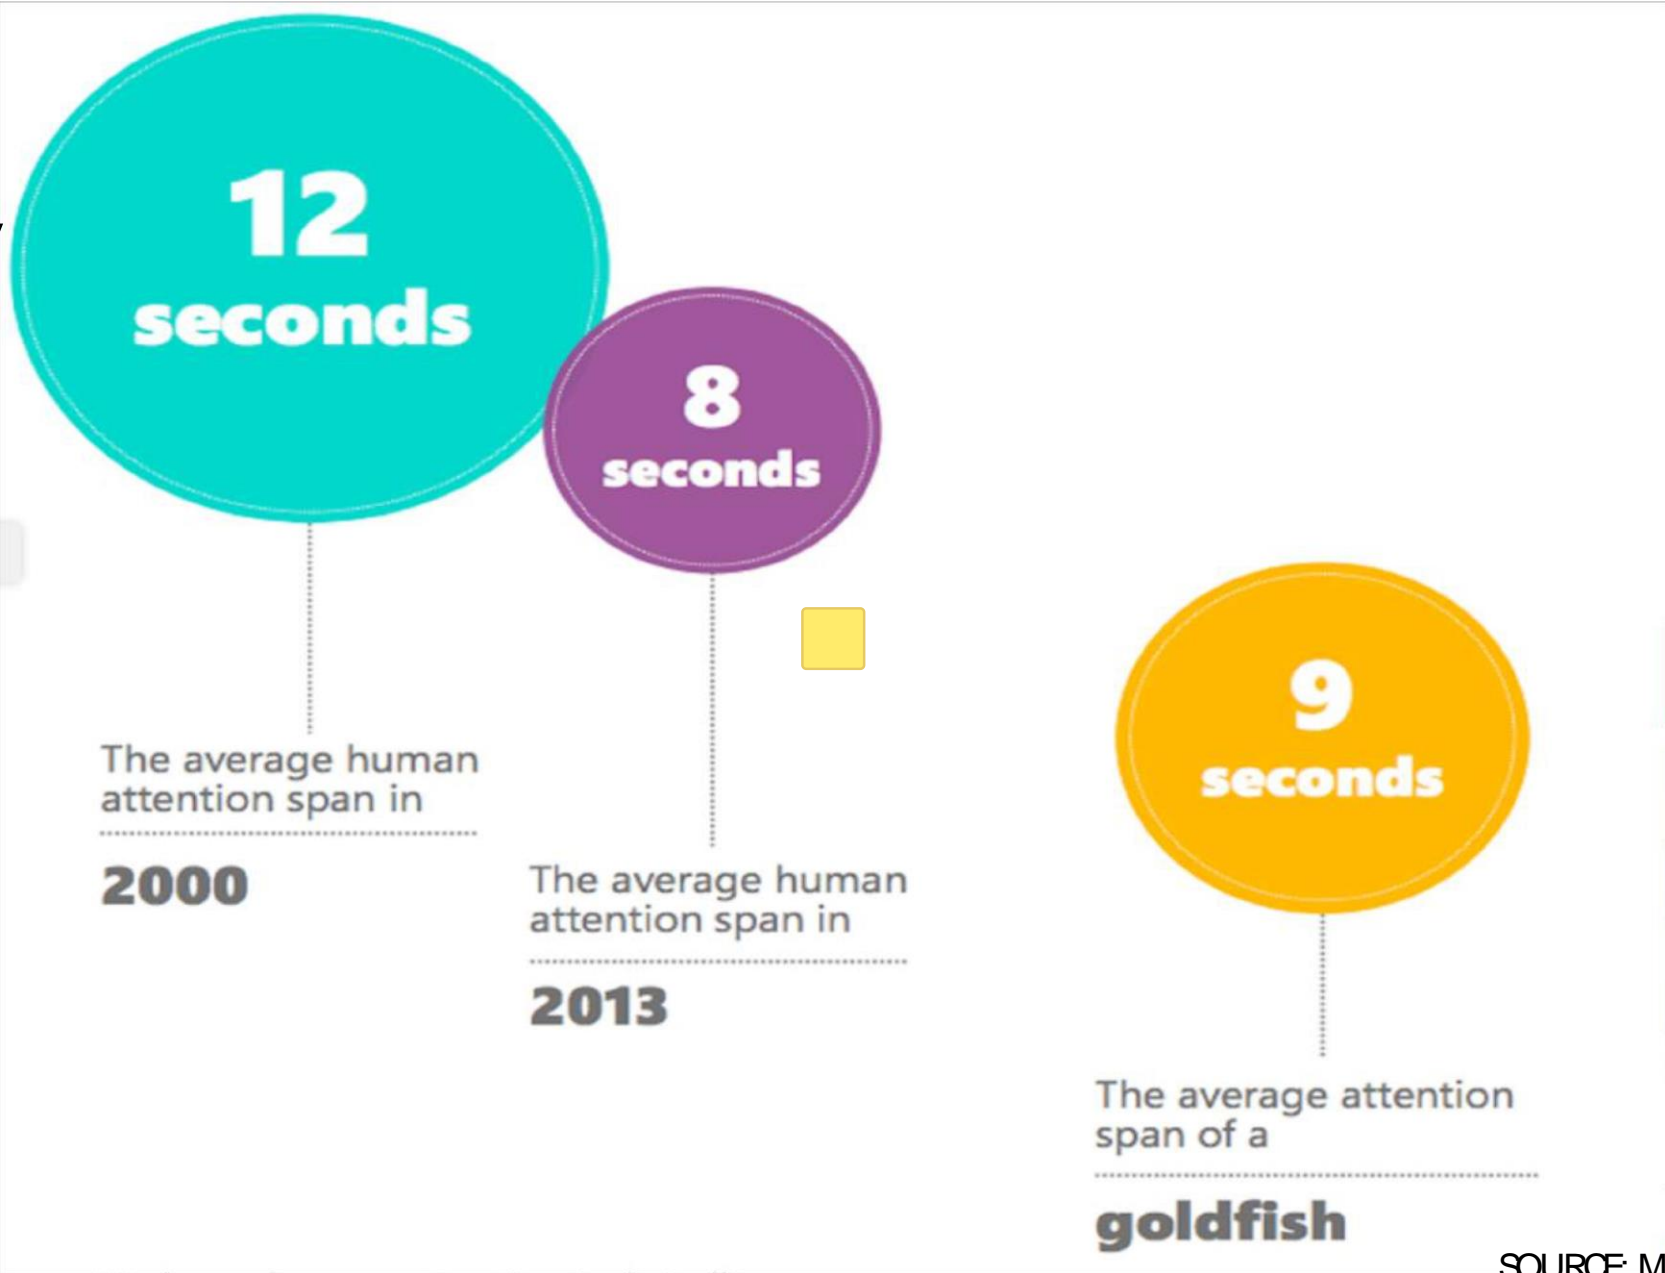 12
seconds
8
seconds
9
seconds
The average human
attention span in
2000
The average human
attention span in
2013
The average attention
span of a
goldfish
SOURCE: M